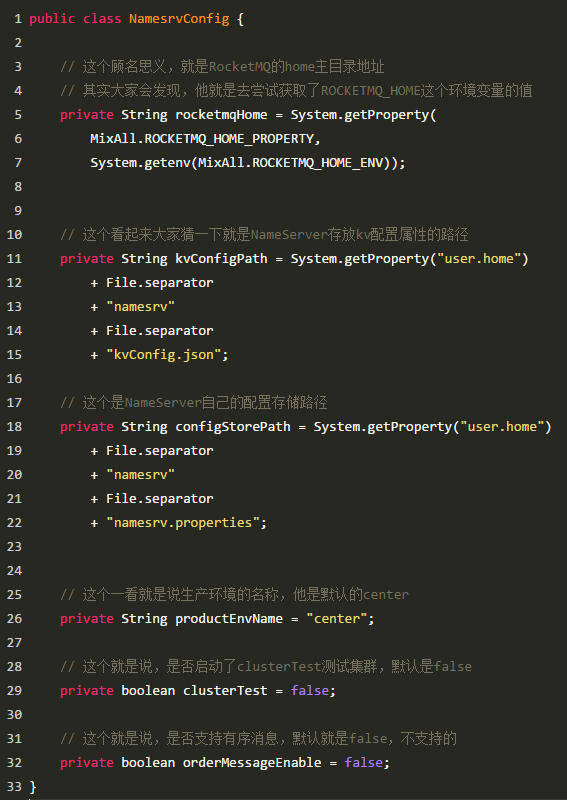 1 public class NamesrvConfig {
2
3 // 这个顾名思义，就是RocketMQ的home主目录地址
4 // 其实大家会发现，他就是去尝试获取了ROCKETMQ_HOME这个环境变量的值
5 private String rocketmqHome = System.getProperty(
6 MixAll.ROCKETMQ_HOME_PROPERTY,
7 System.getenv(MixAll.ROCKETMQ_HOME_ENV));
8
9
10 // 这个看起来大家猜一下就是NameServer存放kv配置属性的路径
11 private String kvConfigPath = System.getProperty("user.home")
12 + File.separator
13 + "namesrv"
14 + File.separator
15 + "kvConfig.json";
16
17 // 这个是NameServer自己的配置存储路径
18 private String configStorePath = System.getProperty("user.home")
19 + File.separator
20 + "namesrv"
21 + File.separator
22 + "namesrv.properties";
23
24
25 // 这个一看就是说生产环境的名称，他是默认的center
26 private String productEnvName = "center";
27
28 // 这个就是说，是否启动了clusterTest测试集群，默认是false
29 private boolean clusterTest = false;
30
31 // 这个就是说，是否支持有序消息，默认就是false，不支持的
32 private boolean orderMessageEnable = false;
33 }